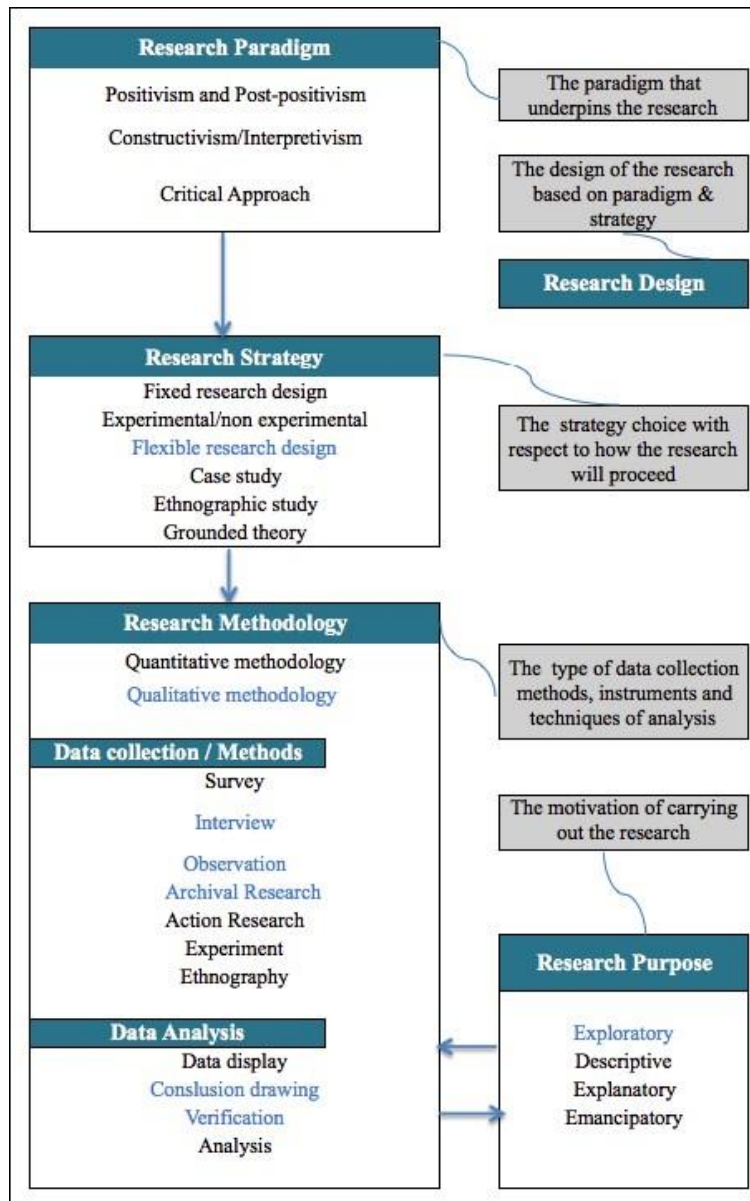 Research Paradigm
Positivism and Post-positivism
Constructivism/Interpretivism
Critical Approach
The paradigm that
underpins the research
The design of the research
based on paradigm &
strategy
Research Design
Research Strategy
Fixed research design
Experimental/non experimental
Flexible research design
Case study
Ethnographic study
Grounded theory
The strategy choice with
respect to how the research
will proceed
Research Methodology
Quantitative methodology
Qualitative methodology
The type of data collection
methods, instruments and
techniques of analysis
Data collection / Methods
Survey
Interview
Observation
Archival Research
Action Research
Experiment
Ethnography
The motivation of carrying
out the research
Research Purpose
Exploratory
Descriptive
Explanatory
Emancipatory
Data Analysis
Data display
Conslusion drawing
Verification
Analysis